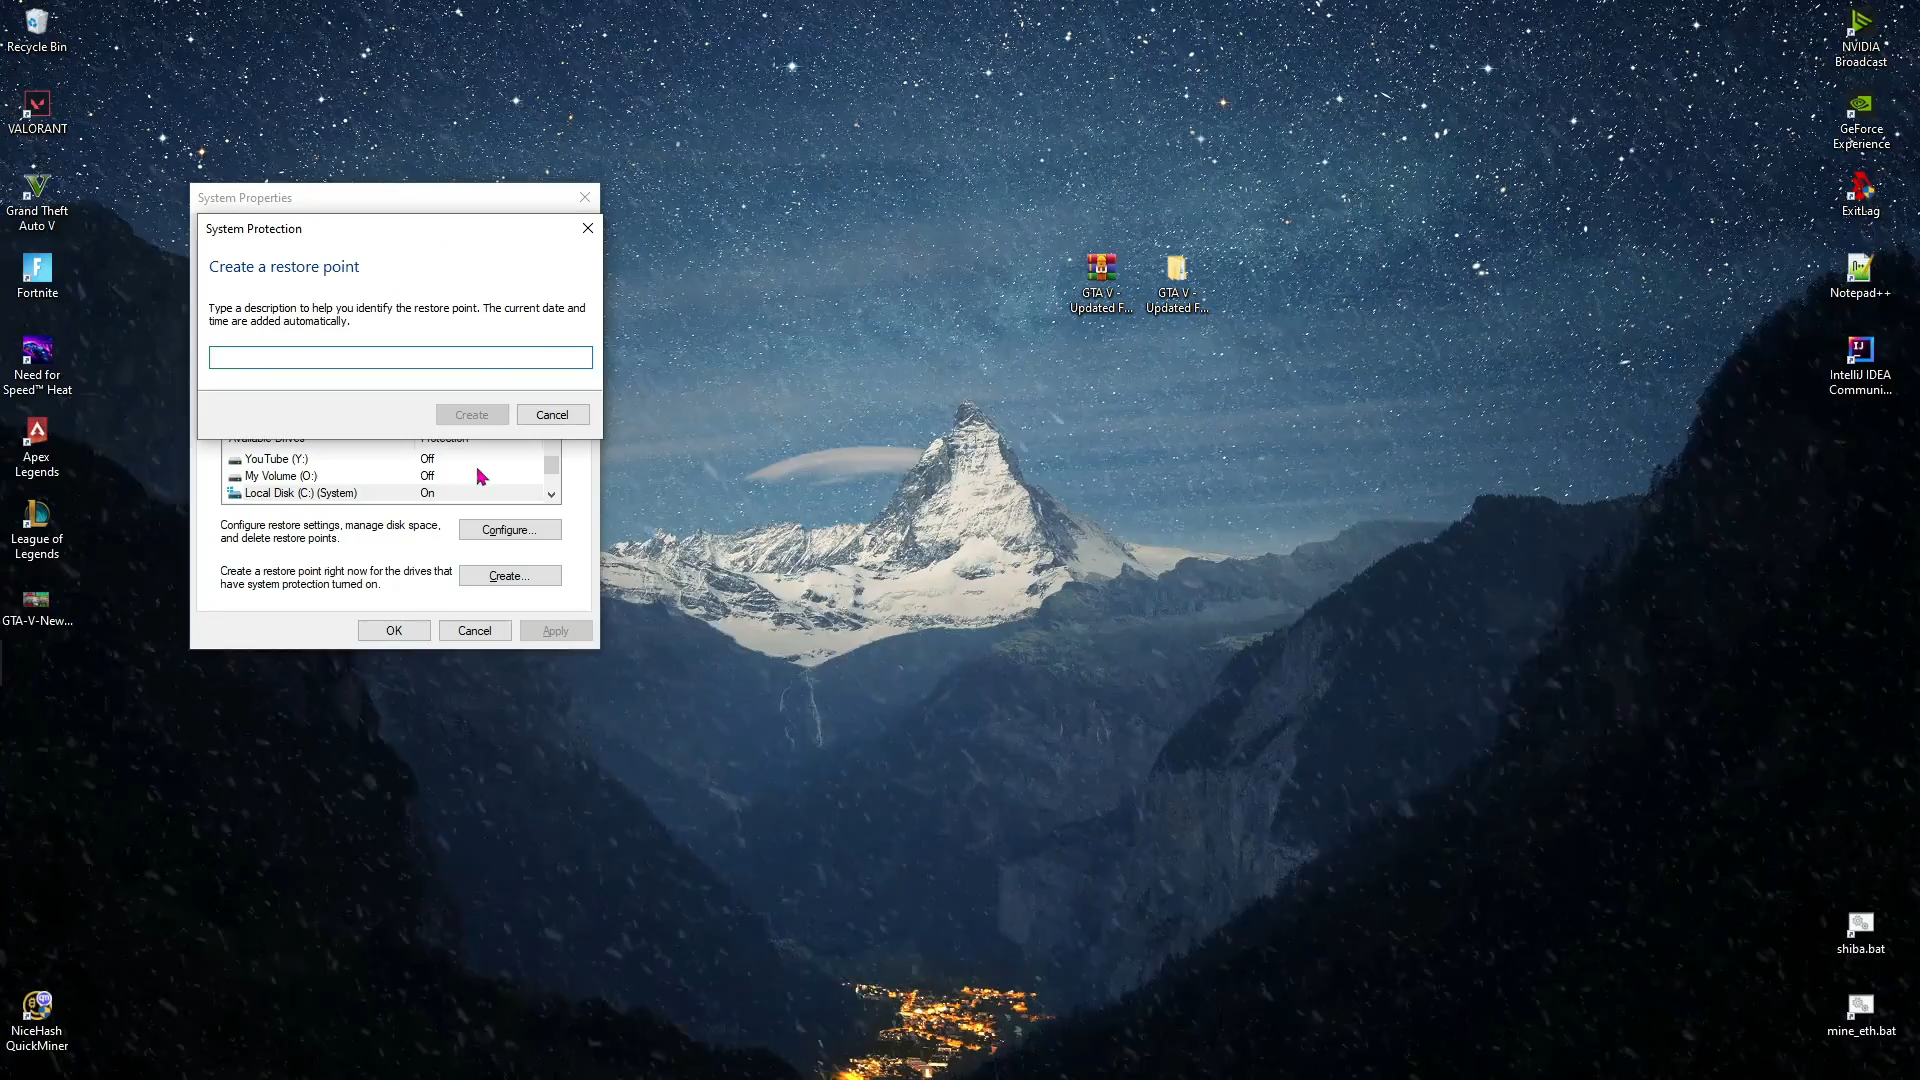 Recycle Bin
VALORANT
Grand Theft
Auto V
Fortnite
Need for
Speed™ Heat
Apex
Legends
League of
Legends
GTA-V-New...
NiceHash
QuickMiner
System Properties
System Protection
Create a restore point
Type a description to help you identify the restore point. The current date and
time are added automatically.
Create
Cancel
Available Drives Protection
YouTube (Y:) Off
My Volume (O:) Off
Local Disk (C:) (System) On
Configure restore settings, manage disk space,
and delete restore points.
Configure...
Create a restore point right now for the drives that
have system protection turned on.
Create...
OK
Cancel
Apply
GTA V -
Updated F...
GTA V -
Updated F...
NVIDIA
Broadcast
GeForce
Experience
ExitLag
Notepad++
IntelliJ IDEA
Communi...
shiba.bat
mine_eth.bat